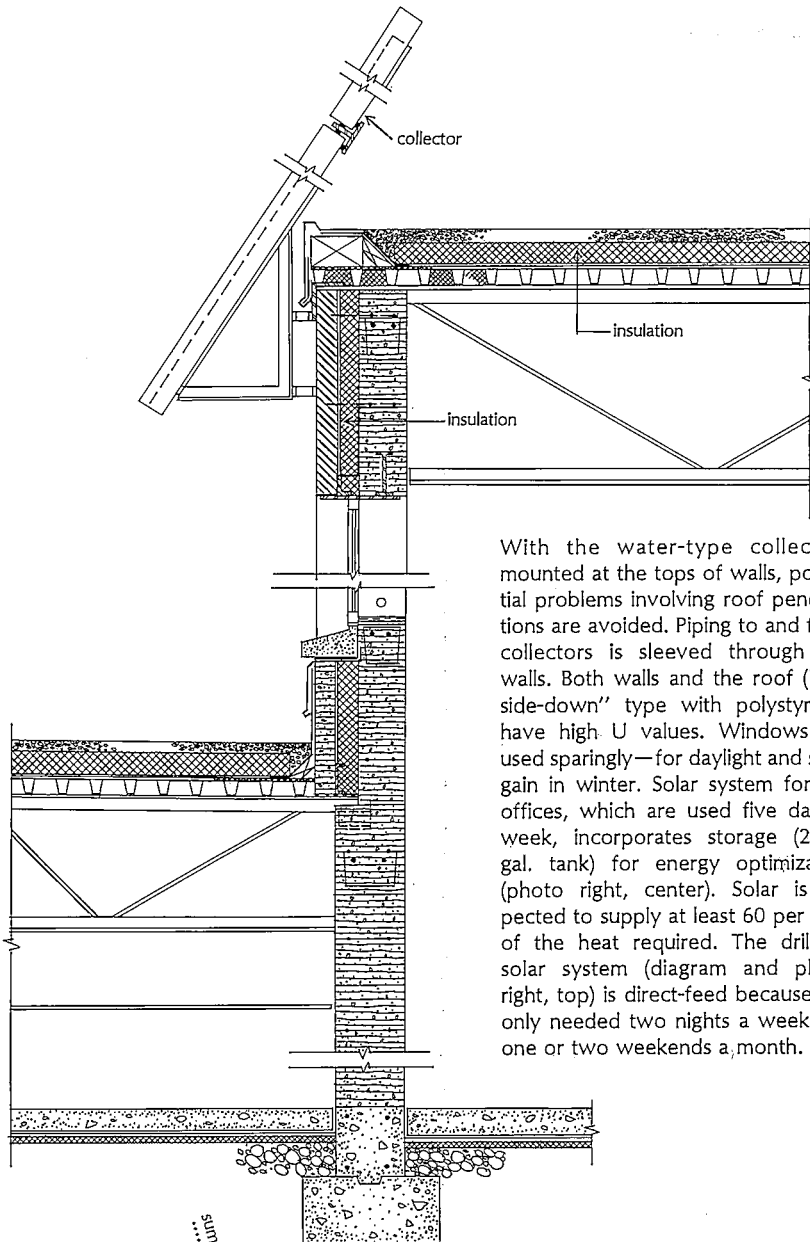 collector
insulation
insulation
With the water-type collec
mounted at the tops of walls, po
tial problems involving roof pene
tions are avoided. Piping to and f
collectors is sleeved through
walls. Both walls and the roof (
side-down" type with polystyr
have high U values. Windows
used sparingly—for daylight and s
gain in winter. Solar system for
offices, which are used five da
week, incorporates storage (2
gal. tank) for energy optimiza
(photo right, center). Solar is
pected to supply at least 60 per
of the heat required. The dril
solar system (diagram and pl
right, top) is direct-feed because
only needed two nights a week
one or two weekends a month.
sum